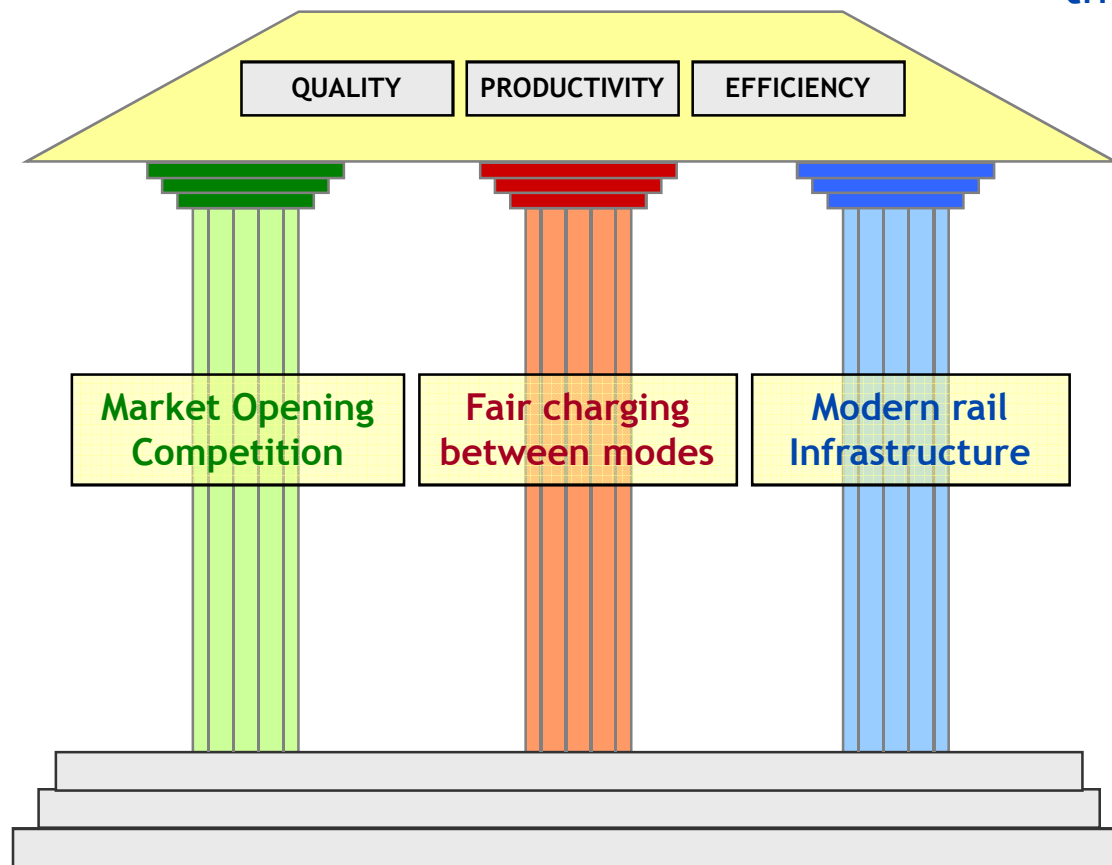 QUALITY PRODUCTIVITY EFFICIENCY
Market Opening
Competition
Fair charging
between modes
Modern rail
Infrastructure